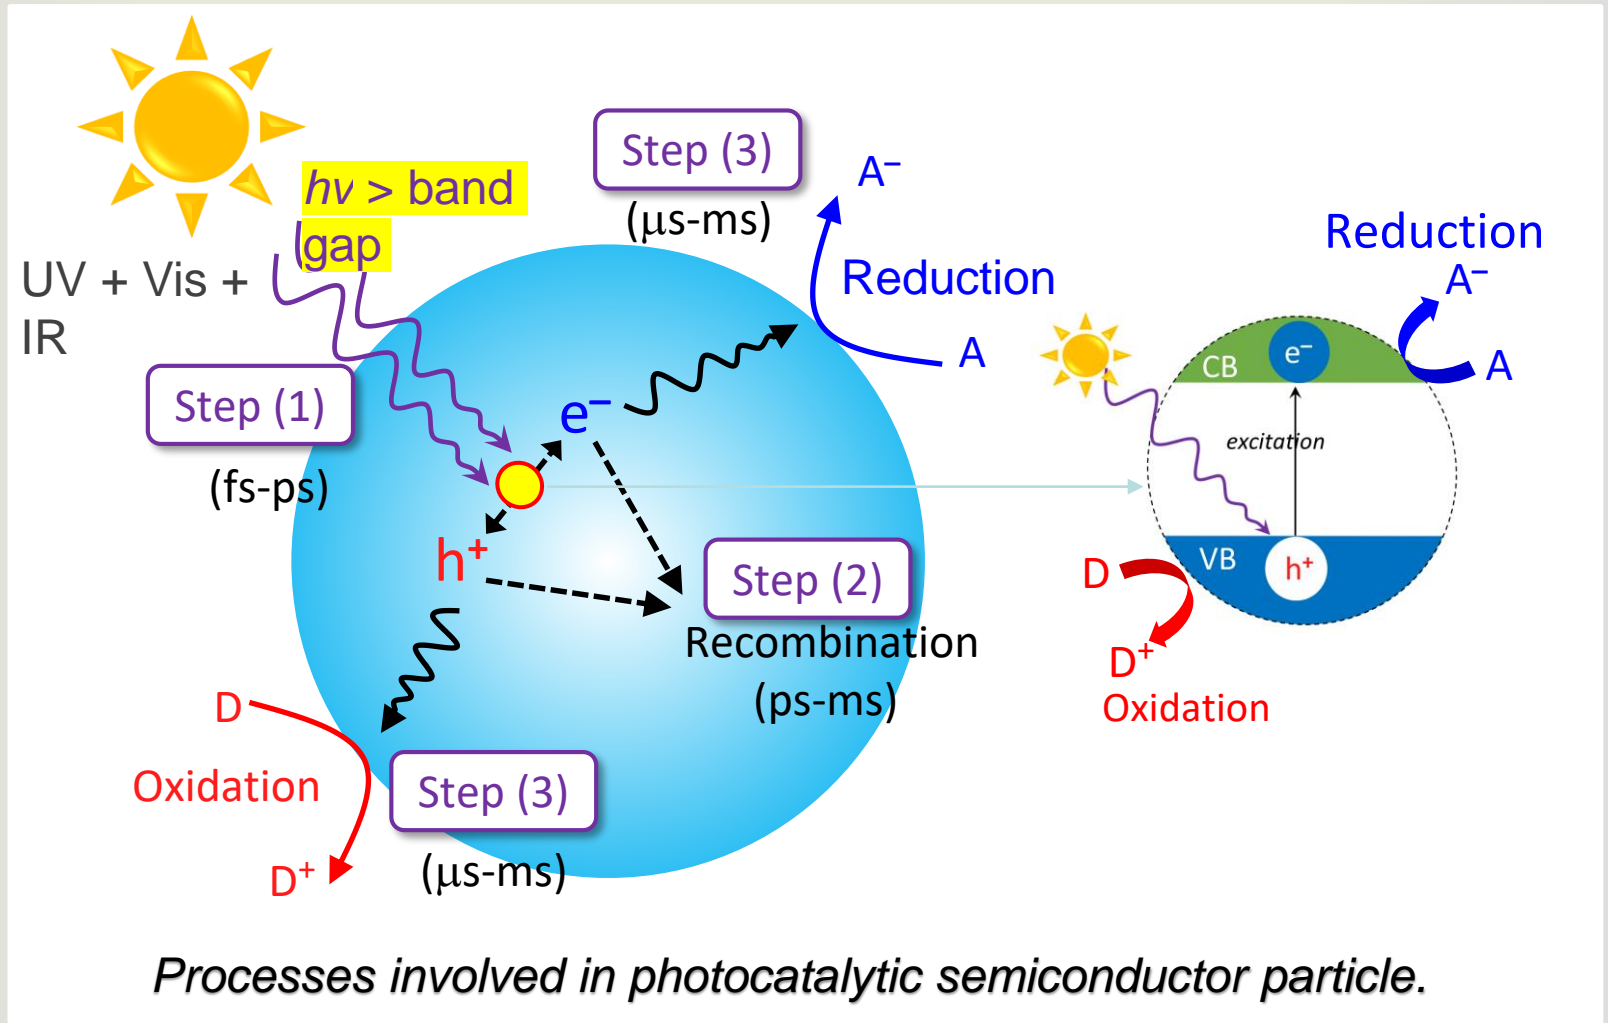 hν > band
gap
UV + Vis +
IR
Step (1)
(fs-ps)
Step (3)
(μs-ms)
A⁻
Reduction
A
e⁻
h⁺
Step (2)
Recombination
(ps-ms)
D
Oxidation
D⁺
Step (3)
(μs-ms)
Reduction
A⁻
A
CB
e⁻
excitation
VB
h⁺
D
D⁺
Oxidation
Processes involved in photocatalytic semiconductor particle.